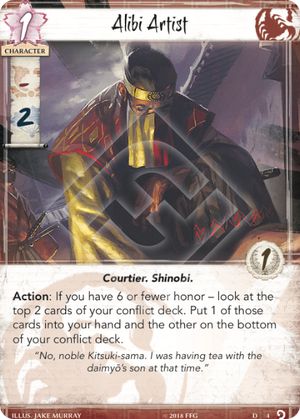 Alibi Artist
1
CHARACTER
-
2
1
Courtier. Shinobi.
Action: If you have 6 or fewer honor – look at the
top 2 cards of your conflict deck. Put 1 of those
cards into your hand and the other on the bottom
of your conflict deck.
"No, noble Kitsuki-sama. I was having tea with the
daimyō's son at that time."
ILLUS. JAKE MURRAY
© 2018 FFG
D
4